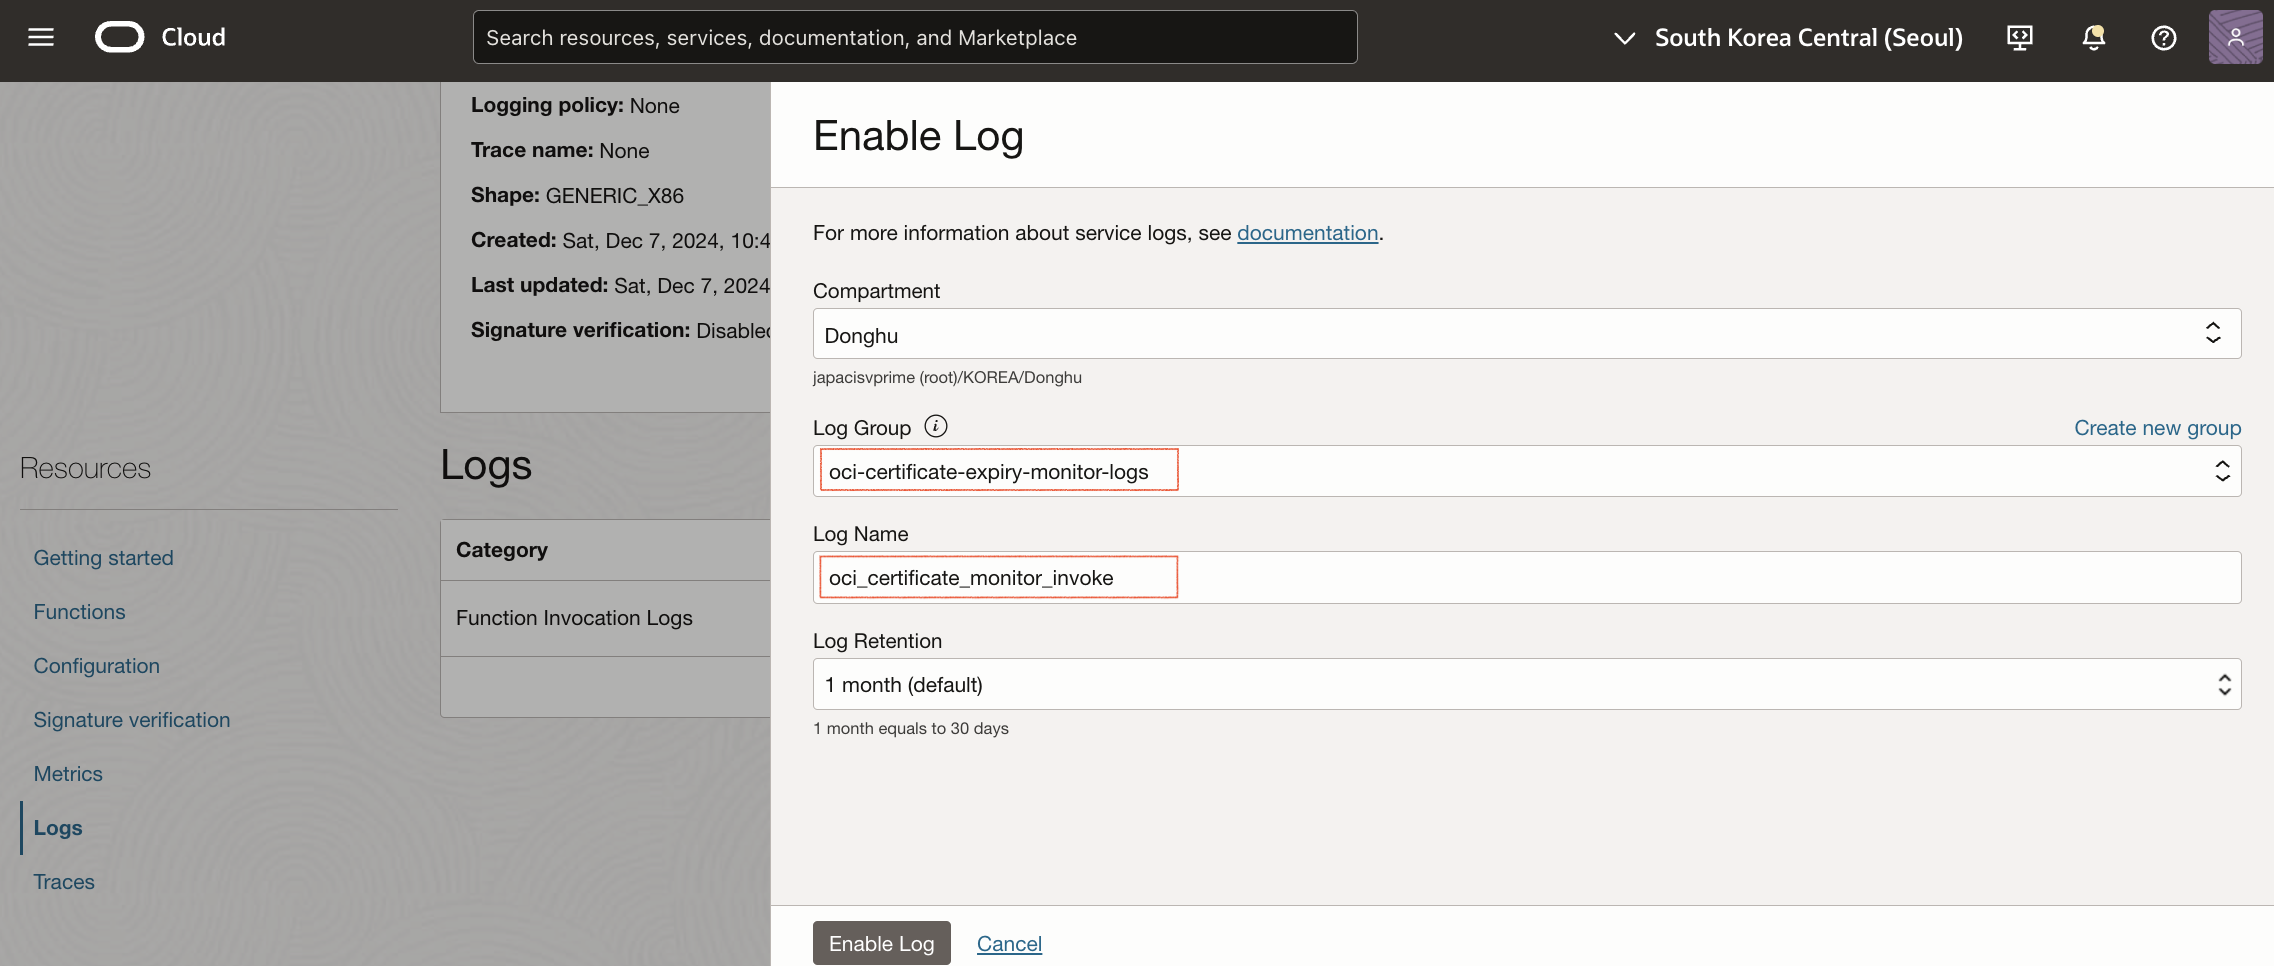 Cloud
Search resources, services, documentation, and Marketplace
South Korea Central (Seoul)
Logging policy: None
Trace name: None
Shape: GENERIC_X86
Created: Sat, Dec 7, 2024, 10:4
Last updated: Sat, Dec 7, 2024
Signature verification: Disabled
Resources
Getting started
Functions
Configuration
Signature verification
Metrics
Logs
Traces
Logs
Category
Function Invocation Logs
Enable Log
For more information about service logs, see documentation.
Compartment
Donghu
japacisvprime (root)/KOREA/Donghu
Log Group
Create new group
oci-certificate-expiry-monitor-logs
Log Name
oci_certificate_monitor_invoke
Log Retention
1 month (default)
1 month equals to 30 days
Enable Log
Cancel